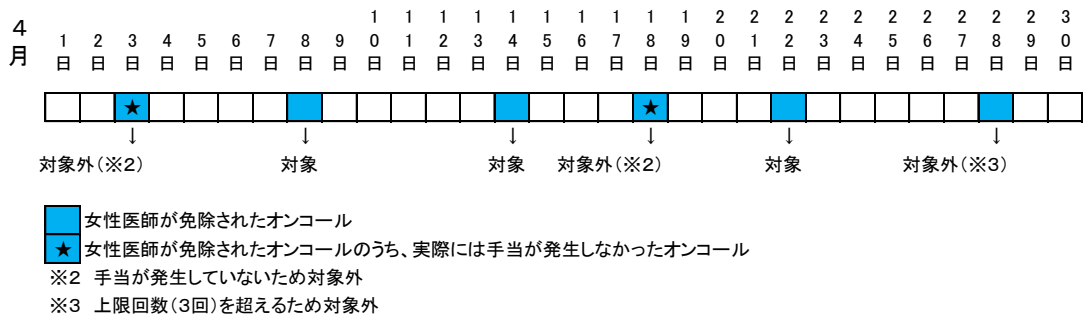 4月
1日 2日 3日 4日 5日 6日 7日 8日 9日 10日 11日 12日 13日 14日 15日 16日 17日 18日 19日 20日 21日 22日 23日 24日 25日 26日 27日 28日 29日 30日
★ ★
↓ ↓ ↓ ↓ ↓ ↓
対象外(※2) 対象 対象 対象外(※2) 対象 対象外(※3)
女性医師が免除されたオンコール
★ 女性医師が免除されたオンコールのうち、実際には手当が発生しなかったオンコール
※2 手当が発生していないため対象外
※3 上限回数(3回)を超えるため対象外